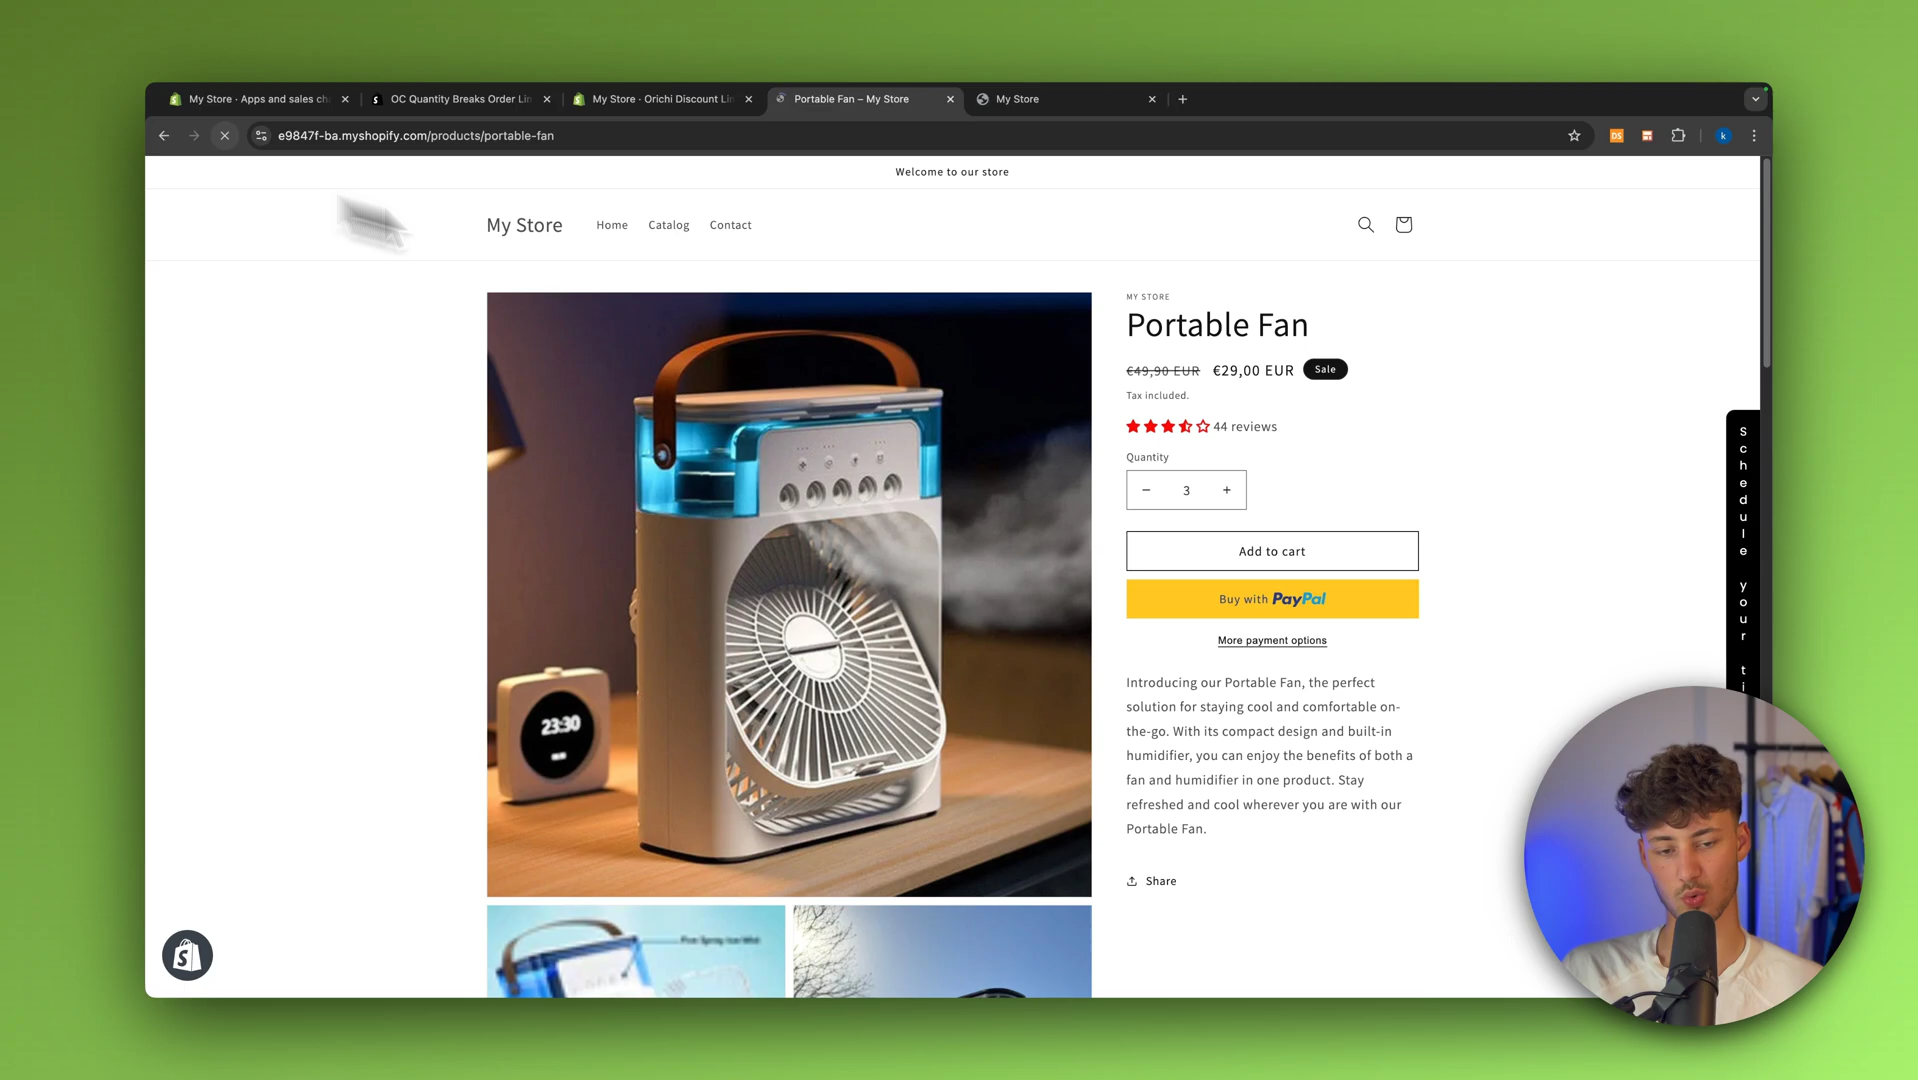 My Store · Apps and sales cha
OC Quantity Breaks Order Lin
My Store · Orichi Discount Lin
Portable Fan – My Store
My Store
e9847f-ba.myshopify.com/products/portable-fan
DS
k
Welcome to our store
My Store
Home
Catalog
Contact
MY STORE
Portable Fan
€49,90 EUR €29,00 EUR Sale
Tax included.
44 reviews
Quantity
− 3 +
Add to cart
Buy with PayPal
More payment options
Introducing our Portable Fan, the perfect
solution for staying cool and comfortable on-
the-go. With its compact design and built-in
humidifier, you can enjoy the benefits of both a
fan and humidifier in one product. Stay
refreshed and cool wherever you are with our
Portable Fan.
Share
Schedule your ti
23:30